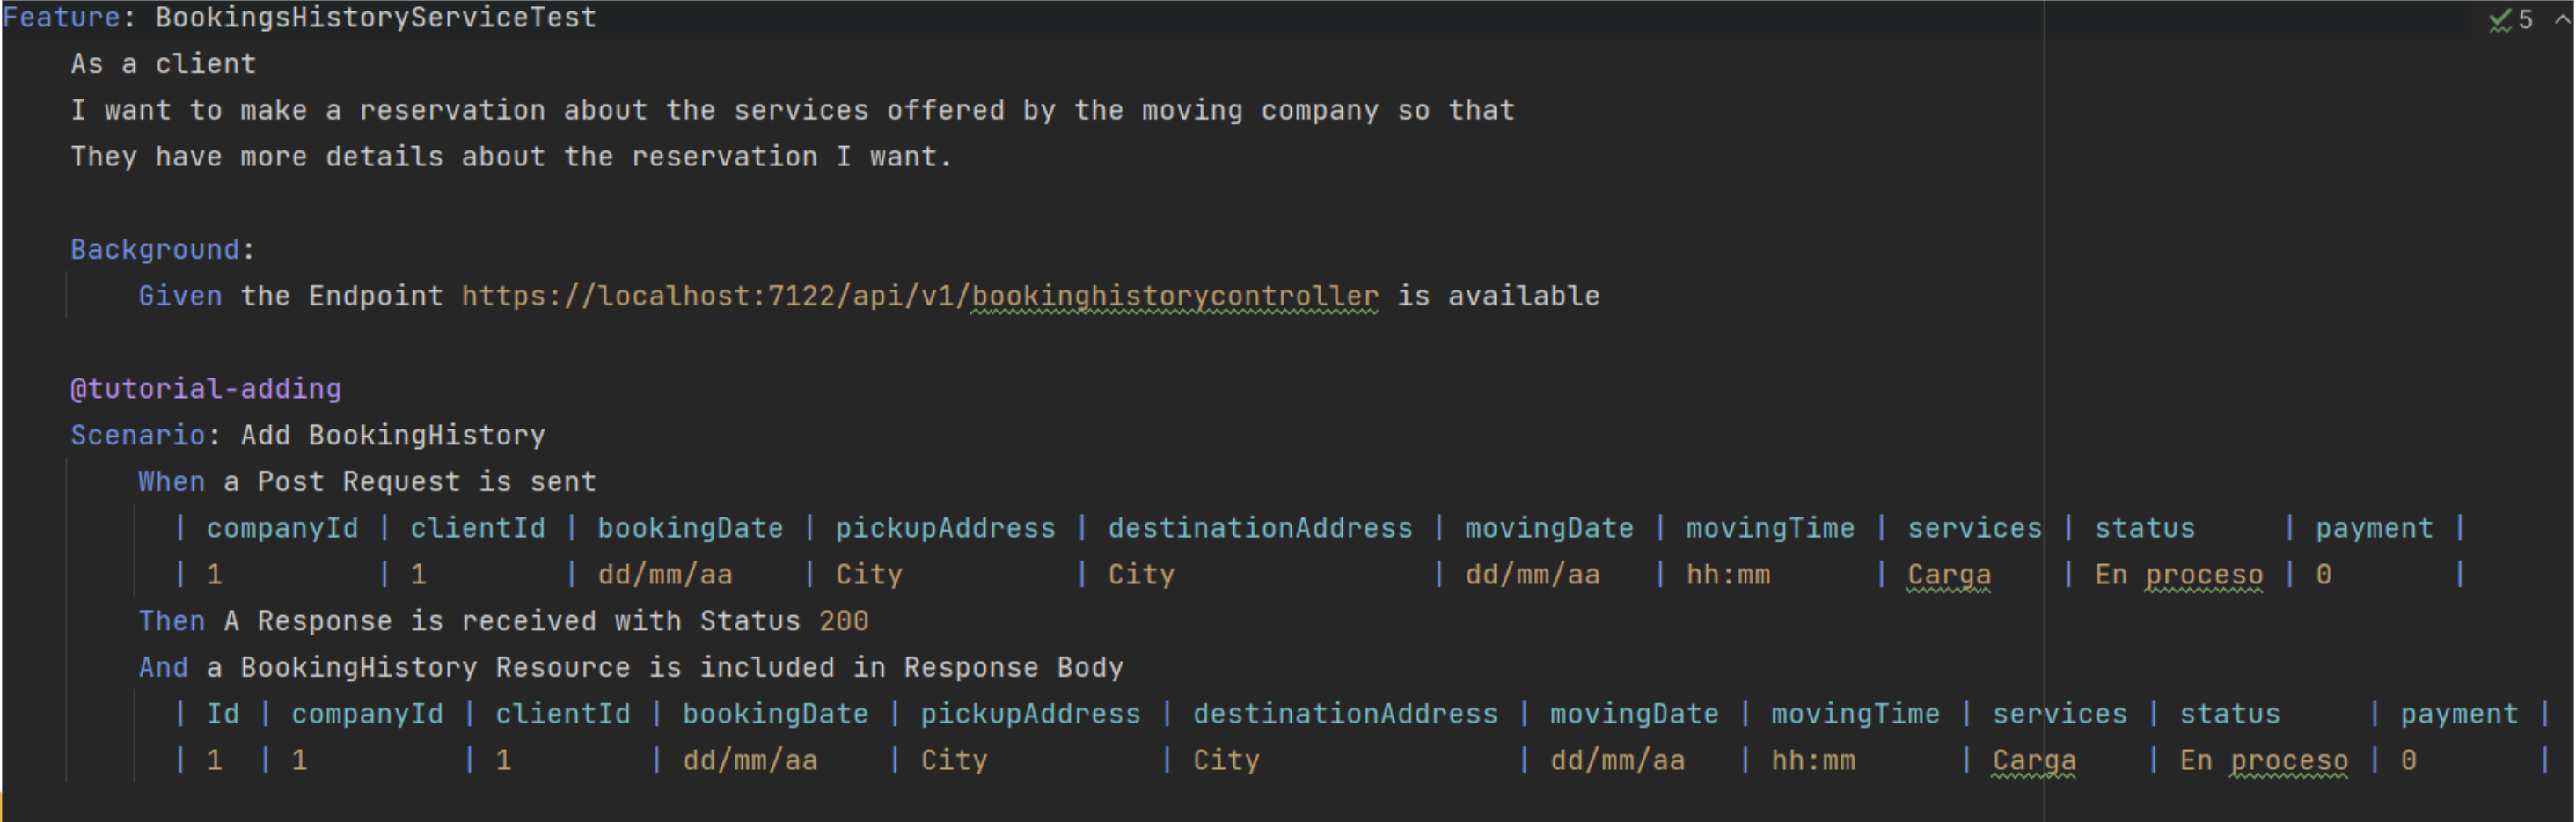 Feature: BookingsHistoryServiceTest
5
As a client
I want to make a reservation about the services offered by the moving company so that
They have more details about the reservation I want.
Background:
Given the Endpoint https://localhost:7122/api/v1/bookinghistorycontroller is available
@tutorial-adding
Scenario: Add BookingHistory
When a Post Request is sent
| companyId | clientId | bookingDate | pickupAddress | destinationAddress | movingDate | movingTime | services | status | payment |
| 1 | 1 | dd/mm/aa | City | City | dd/mm/aa | hh:mm | Carga | En proceso | 0 |
Then A Response is received with Status 200
And a BookingHistory Resource is included in Response Body
| Id | companyId | clientId | bookingDate | pickupAddress | destinationAddress | movingDate | movingTime | services | status | payment |
| 1 | 1 | 1 | dd/mm/aa | City | City | dd/mm/aa | hh:mm | Carga | En proceso | 0 |